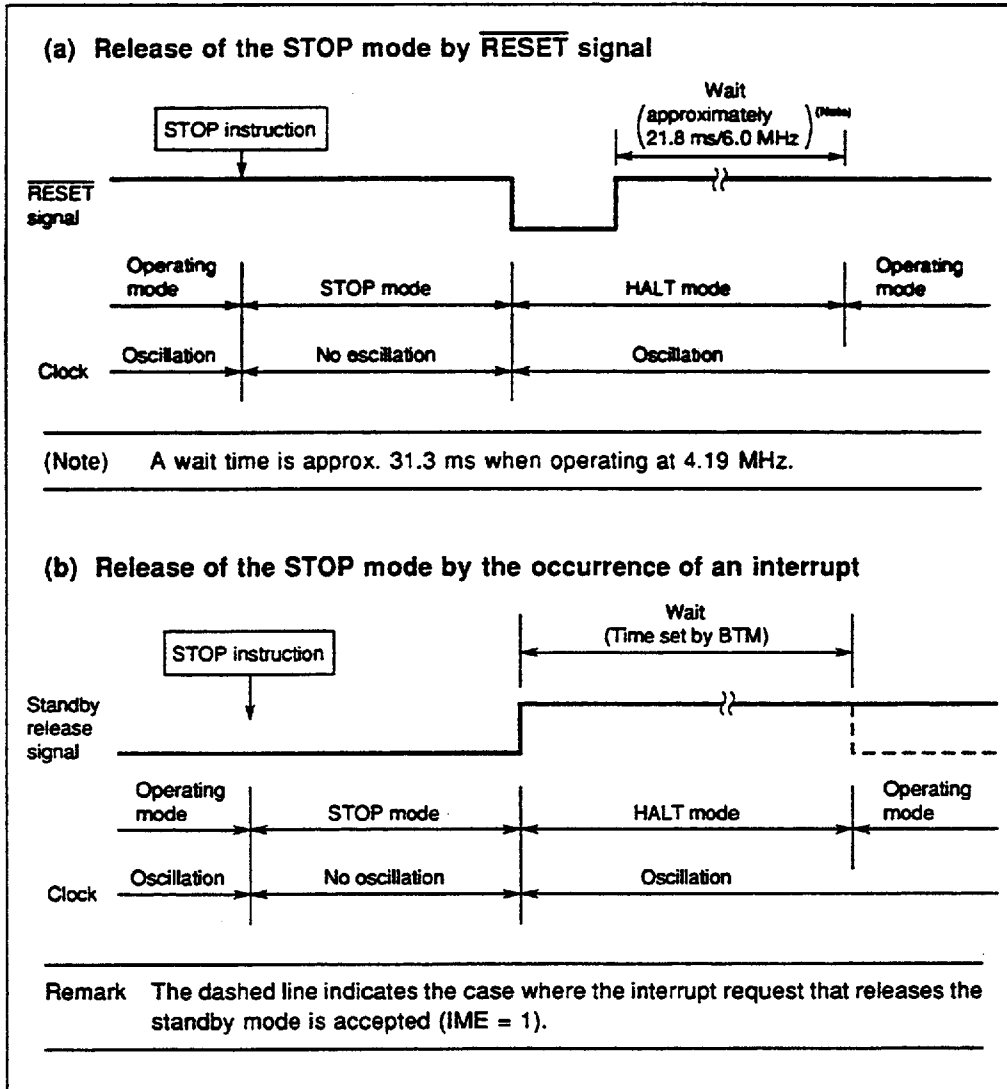 (a) Release of the STOP mode by RESET signal
Wait
(approximately
21.8 ms/6.0 MHz) (Note)
STOP instruction
RESET
signal
Operating
mode
STOP mode
HALT mode
Operating
mode
Clock
Oscillation
No escillation
Oscillation
(Note) A wait time is approx. 31.3 ms when operating at 4.19 MHz.
(b) Release of the STOP mode by the occurrence of an interrupt
Wait
(Time set by BTM)
STOP instruction
Standby
release
signal
Operating
mode
STOP mode
HALT mode
Operating
mode
Clock
Oscillation
No oscillation
Oscillation
Remark The dashed line indicates the case where the interrupt request that releases the
standby mode is accepted (IME = 1).